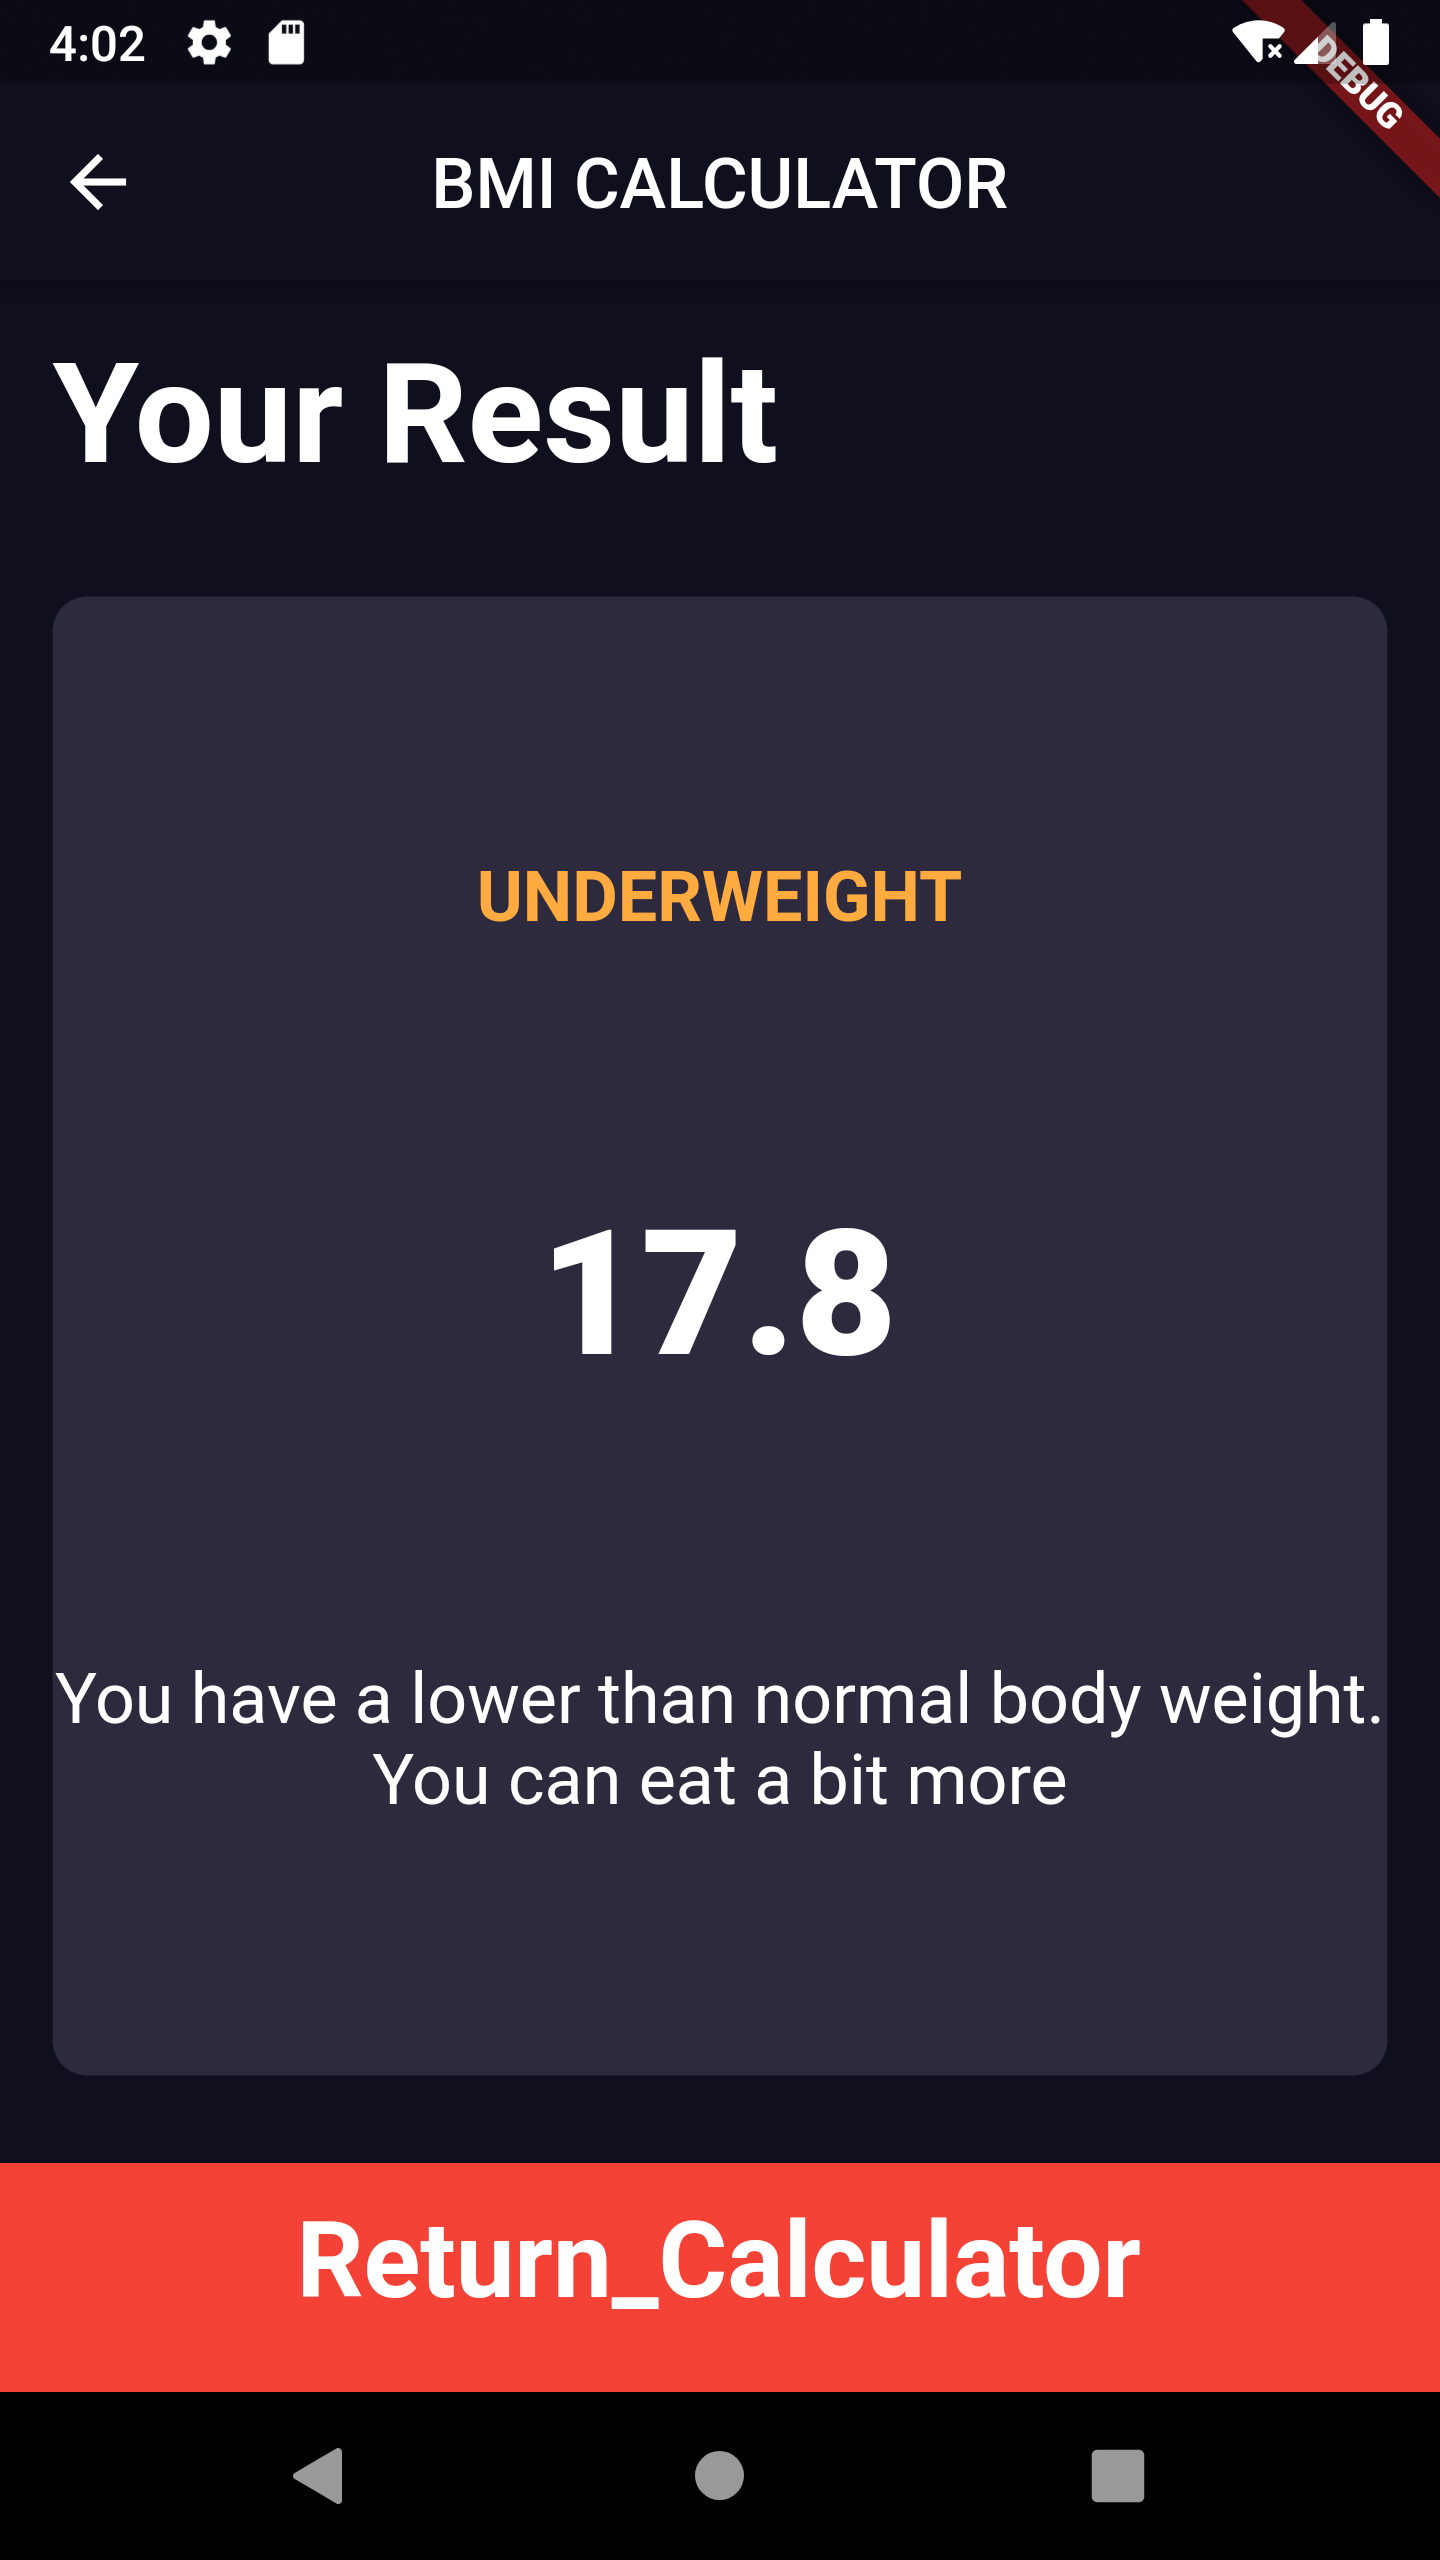 4:02
DEBUG
BMI CALCULATOR
Your Result
UNDERWEIGHT
17.8
You have a lower than normal body weight.
You can eat a bit more
Return_Calculator